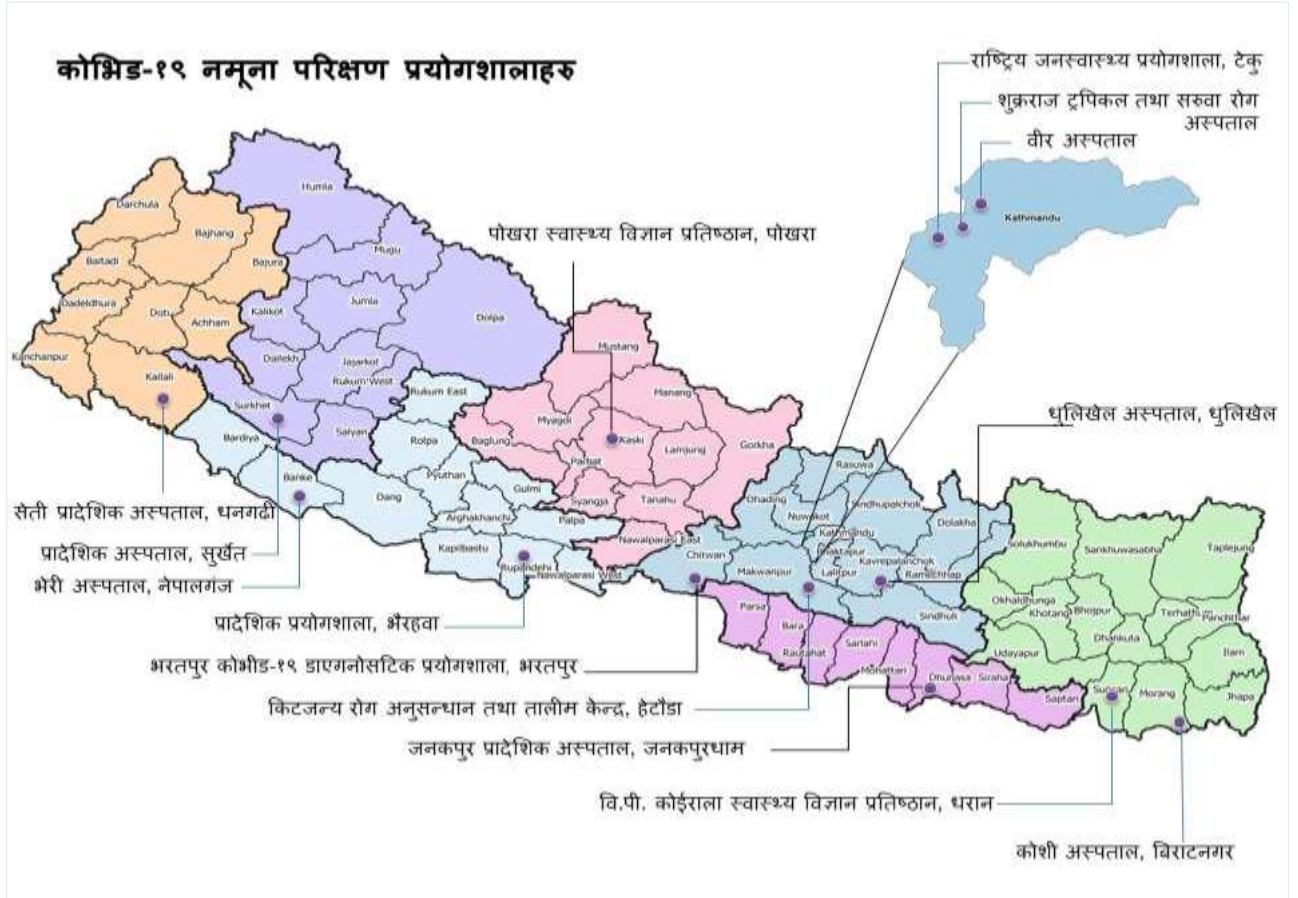 कोभिड-१९ नमूना परिक्षण प्रयोगशालाहरु
राष्ट्रिय जनस्वास्थ्य प्रयोगशाला, टेकु
शुक्रराज ट्रपिकल तथा सरुवा रोग
अस्पताल
वीर अस्पताल
Kathmandu
पोखरा स्वास्थ्य विज्ञान प्रतिष्ठान, पोखरा
धुलिखेल अस्पताल, धुलिखेल
Humla
Darchula
Bajhang
Mugu
Baitadi
Bajura
Dadeldhura
Doti
Achham
Kalikot
Jumla
Dolpa
Kanchanpur
Kailali
Dailekh
Jajarkot
Rukum West
Rukum East
Surkhet
Salyan
Bardiya
Banke
Dang
Rolpa
Pyuthan
Gulmi
Arghakhanchi
Palpa
Kapilbastu
Rupandehi
Nawalparasi West
Mustang
Manang
Myagdi
Baglung
Kaski
Parbat
Lamjung
Gorkha
Syangja
Tanahu
Nawalparasi East
Rasuwa
Dhading
Nuwakot
Sindhupalchok
Dolakha
Kathmandu
Bhaktapur
Chitwan
Makwanpur
Lalitpur
Kavrepalanchok
Ramechhap
Sindhuli
Parsa
Bara
Rautahat
Sarlahi
Mohattari
Dhunasa
Siraha
Saptari
Solukhumbu
Sankhuwasabha
Taplejung
Okhaldhunga
Khotang
Bhojpur
Terhathum
Panchthar
Dhankuta
Udayapur
Ilam
Sunsari
Morang
Jhapa
सेती प्रादेशिक अस्पताल, धनगढी
प्रादेशिक अस्पताल, सुर्खेत
भेरी अस्पताल, नेपालगंज
प्रादेशिक प्रयोगशाला, भैरहवा
भरतपुर कोभीड-१९ डाएगनोसटिक प्रयोगशाला, भरतपुर
किटजन्य रोग अनुसन्धान तथा तालीम केन्द्र, हेटौडा
जनकपुर प्रादेशिक अस्पताल, जनकपुरधाम
वि.पी. कोईराला स्वास्थ्य विज्ञान प्रतिष्ठान, धरान
कोशी अस्पताल, बिराटनगर